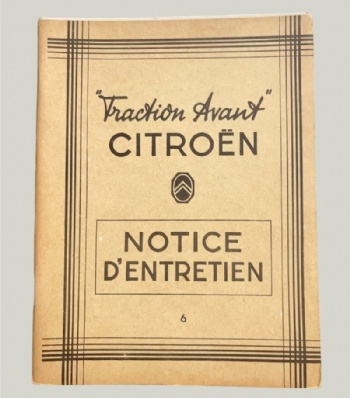 "Traction Avant"
CITROËN
NOTICE
D'ENTRETIEN
6